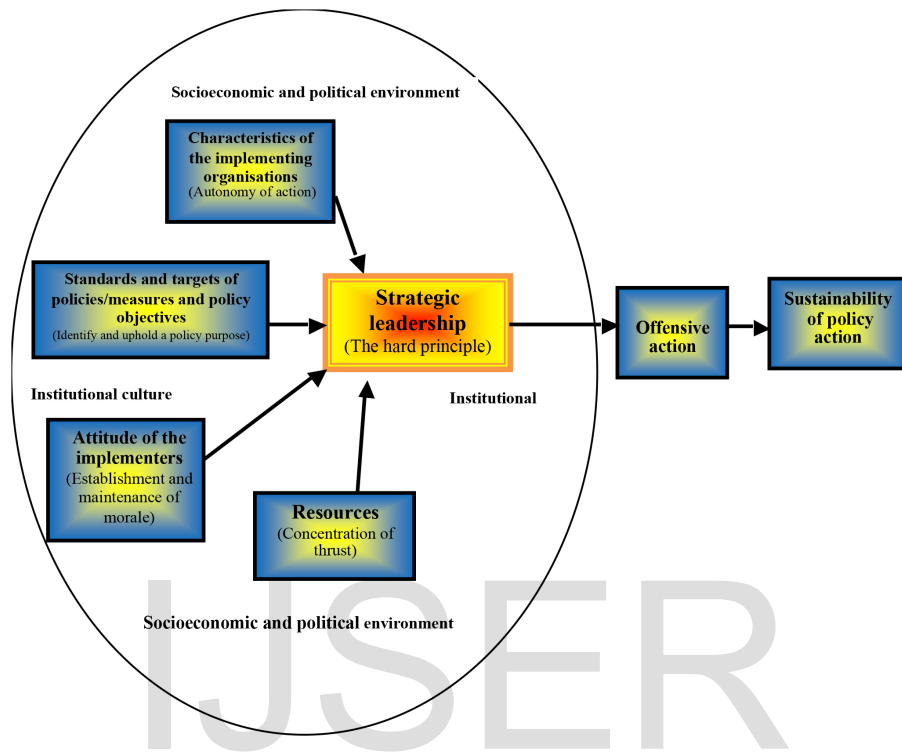 Socioeconomic and political environment
Characteristics of
the implementing
organisations
(Autonomy of action)
Standards and targets of
policies/measures and policy
objectives
(Identify and uphold a policy purpose)
Strategic
leadership
(The hard principle)
Offensive
action
Sustainability
of policy
action
Institutional culture
Institutional
Attitude of the
implementers
(Establishment and
maintenance of
morale)
Resources
(Concentration of
thrust)
Socioeconomic and political environment
IJSER